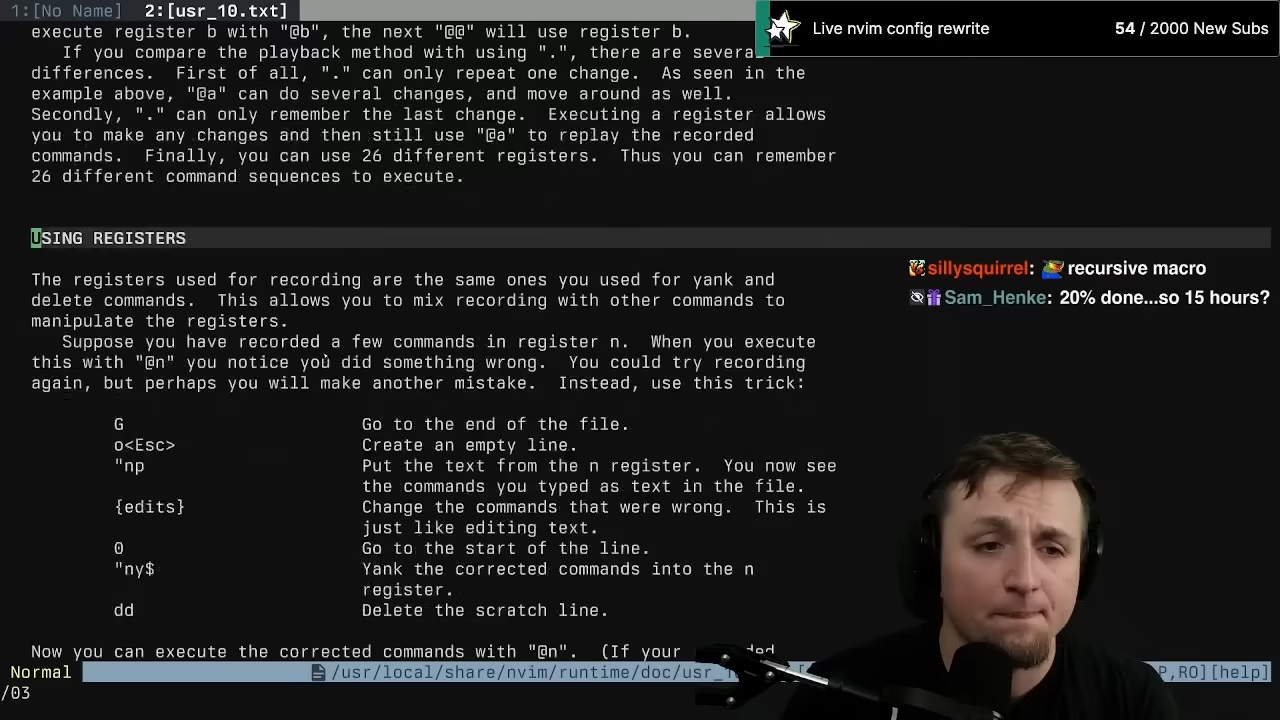 1:[No Name] 2:[usr_10.txt]
Live nvim config rewrite 54 / 2000 New Subs
execute register b with "@b", the next "@@" will use register b.
If you compare the playback method with using ".", there are several
differences. First of all, "." can only repeat one change. As seen in the
example above, "@a" can do several changes, and move around as well.
Secondly, "." can only remember the last change. Executing a register allows
you to make any changes and then still use "@a" to replay the recorded
commands. Finally, you can use 26 different registers. Thus you can remember
26 different command sequences to execute.
USING REGISTERS
The registers used for recording are the same ones you used for yank and
delete commands. This allows you to mix recording with other commands to
manipulate the registers.
Suppose you have recorded a few commands in register n. When you execute
this with "@n" you notice you did something wrong. You could try recording
again, but perhaps you will make another mistake. Instead, use this trick:
G Go to the end of the file.
o<Esc> Create an empty line.
"np Put the text from the n register. You now see
the commands you typed as text in the file.
{edits} Change the commands that were wrong. This is
just like editing text.
0 Go to the start of the line.
"ny$ Yank the corrected commands into the n
register.
dd Delete the scratch line.
Now you can execute the corrected commands with "@n". (If your
Normal /usr/local/share/nvim/runtime/doc/usr_1 P,RO][help]
/03
sillysquirrel: recursive macro
Sam_Henke: 20% done...so 15 hours?